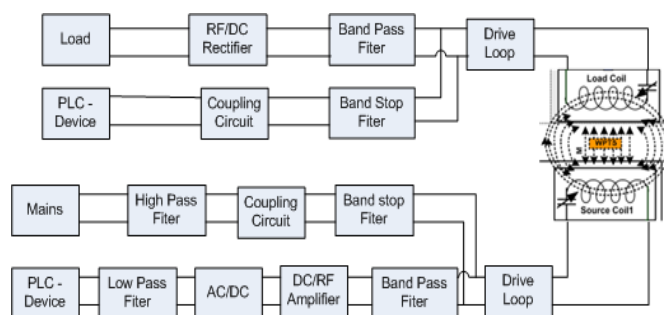 Load
RF/DC
Rectifier
Band Pass
Fiter
Drive
Loop
PLC -
Device
Coupling
Circuit
Band Stop
Filter
Load Coil
M
WPTS
Source Coil1
Mains
High Pass
Fiter
Coupling
Circuit
Band stop
Filter
PLC -
Device
Low Pass
Fiter
AC/DC
DC/RF
Amplifier
Band Pass
Fiter
Drive
Loop